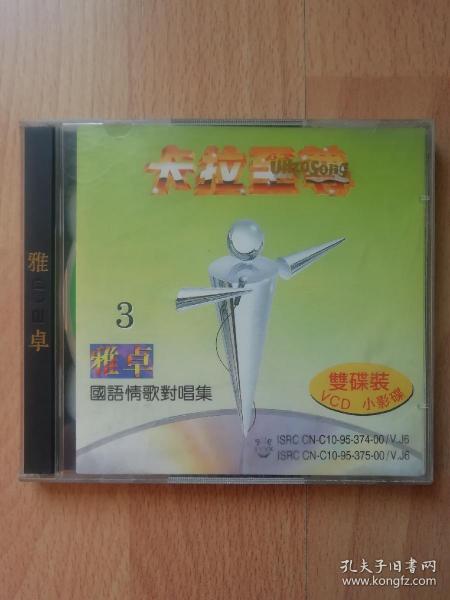 卡拉至尊
雅
卓
3
雅卓
國語情歌對唱集
雙碟裝
VCD 小影碟
ISRC CN-C10-95-374-00/V.J6
ISRC CN-C10-95-375-00/V.J6
孔夫子旧书网
www.kongfz.com